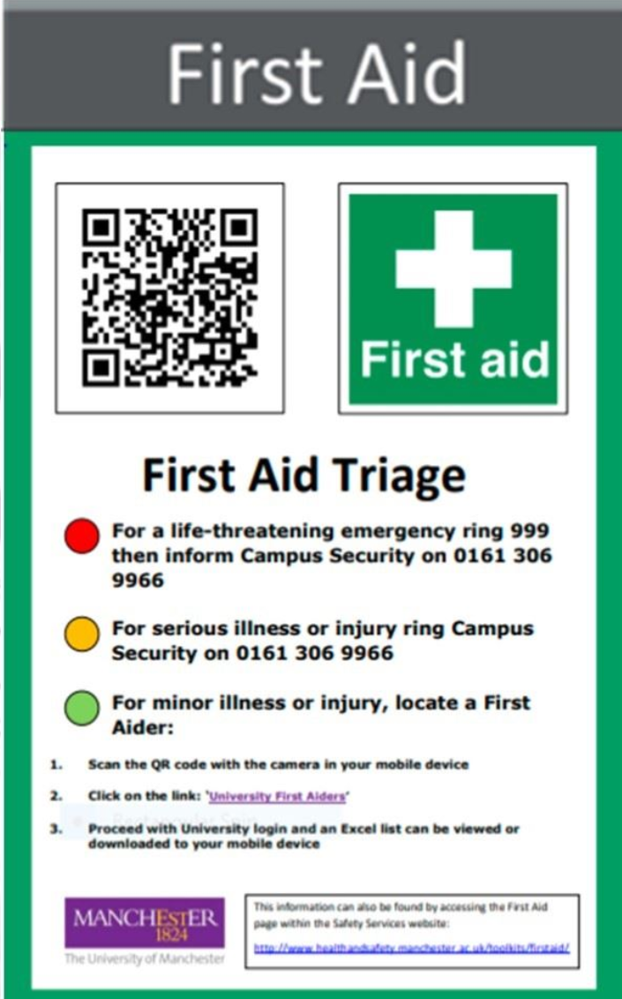 First Aid
First aid
First Aid Triage
For a life-threatening emergency ring 999
then inform Campus Security on 0161 306
9966
For serious illness or injury ring Campus
Security on 0161 306 9966
For minor illness or injury, locate a First
Aider:
1. Scan the QR code with the camera in your mobile device
2. Click on the link: 'University First Aiders'
3. Proceed with University login and an Excel list can be viewed or
downloaded to your mobile device
MANCHESTER
1824
The University of Manchester
This information can also be found by accessing the First Aid
page within the Safety Services website:
http://www.healthandsafety.manchester.ac.uk/toolkits/firstaid/